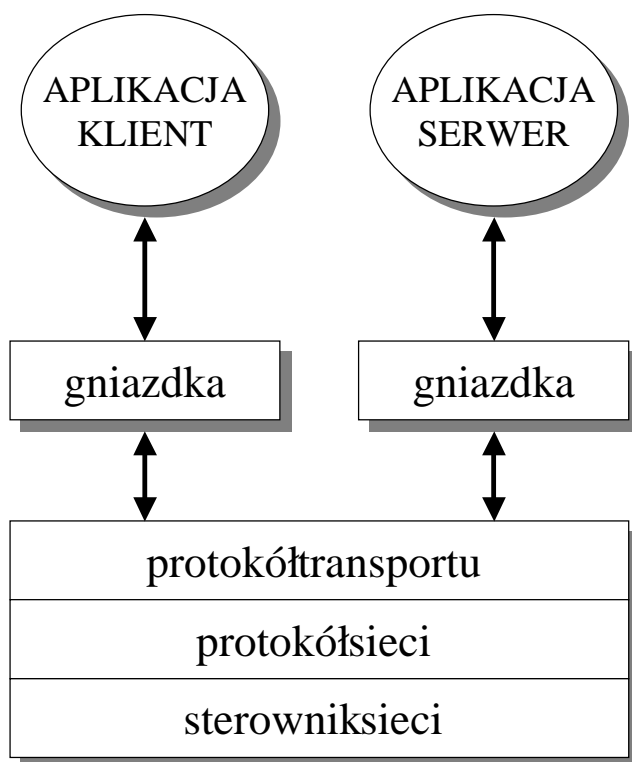 APLIKACJA
KLIENT
APLIKACJA
SERWER
gniazdka
gniazdka
protokółtransportu
protokółsieci
sterowniksieci